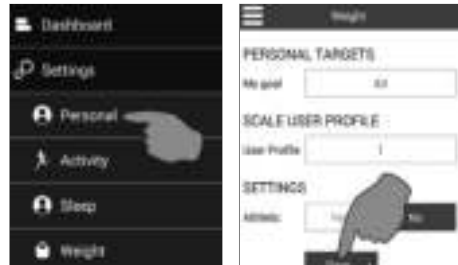 Dashboard
Settings
Personal
Activity
Sleep
Weight
Weight
PERSONAL TARGETS
My goal
SCALE USER PROFILE
User Profile 1
SETTINGS
Athletic
No